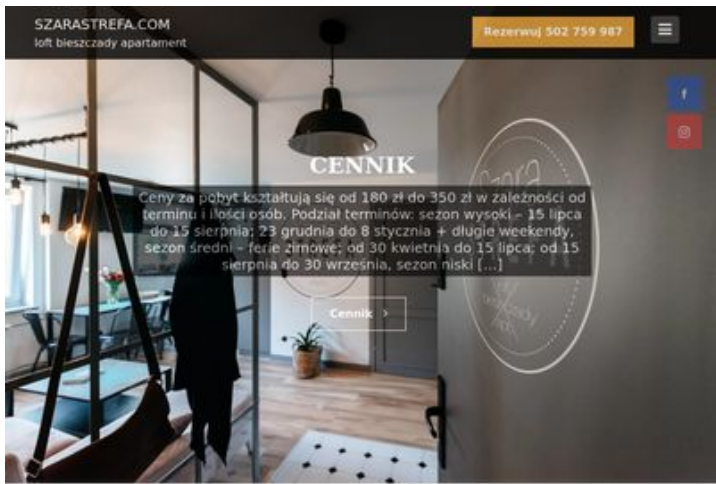 SZARASTREFA.COM
loft bieszczady apartament
Rezerwuj 502 759 987
CENNIK
Ceny za pobyt kształtują się od 180 zł do 350 zł w zależności od
terminu i ilości osób. Podział terminów: sezon wysoki – 15 lipca
do 15 sierpnia; 23 grudnia do 8 stycznia + długie weekendy,
sezon średni – ferie zimowe; od 30 kwietnia do 15 lipca; od 15
sierpnia do 30 września, sezon niski [...]
Cennik
Szara